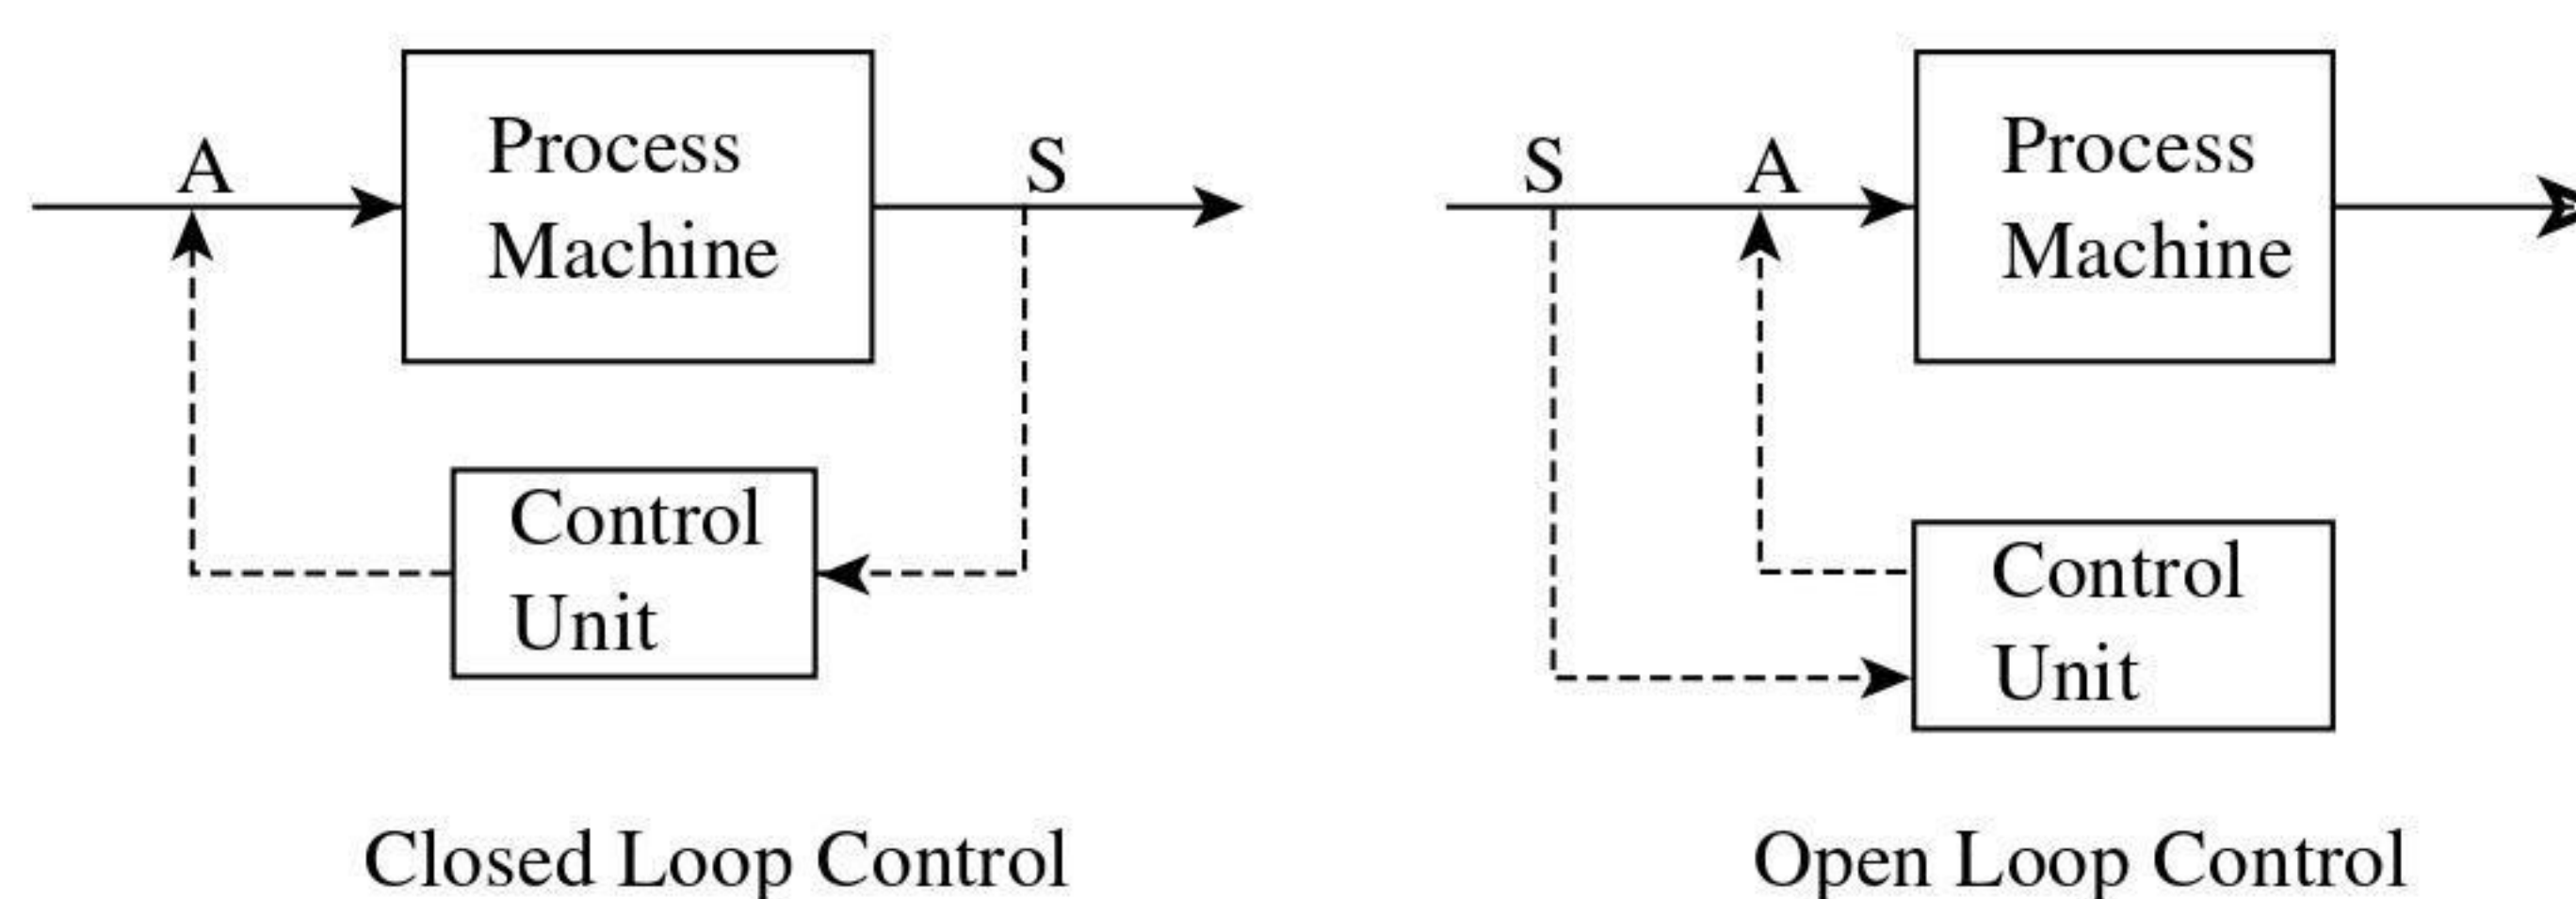 A
Process
Machine
S
Control
Unit
Closed Loop Control
S
A
Process
Machine
Control
Unit
Open Loop Control